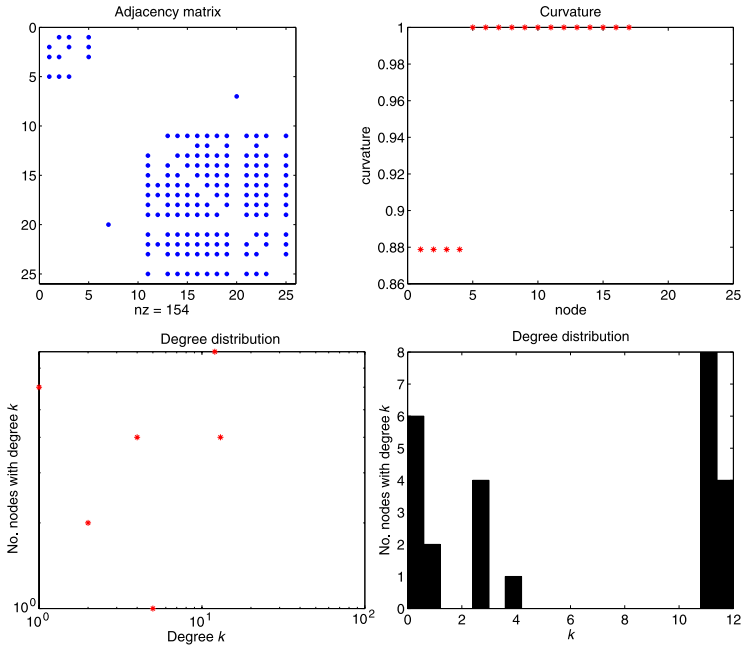 Adjacency matrix
0
5
10
15
20
25
0 5 10 15 20 25
nz = 154
Curvature
1
0.98
0.96
0.94
0.92
0.9
0.88
0.86
curvature
0 5 10 15 20 25
node
Degree distribution
No. nodes with degree k
10^0
10^0 10^1 10^2
Degree k
Degree distribution
8
7
6
5
4
3
2
1
0
No. nodes with degree k
0 2 4 6 8 10 12
k